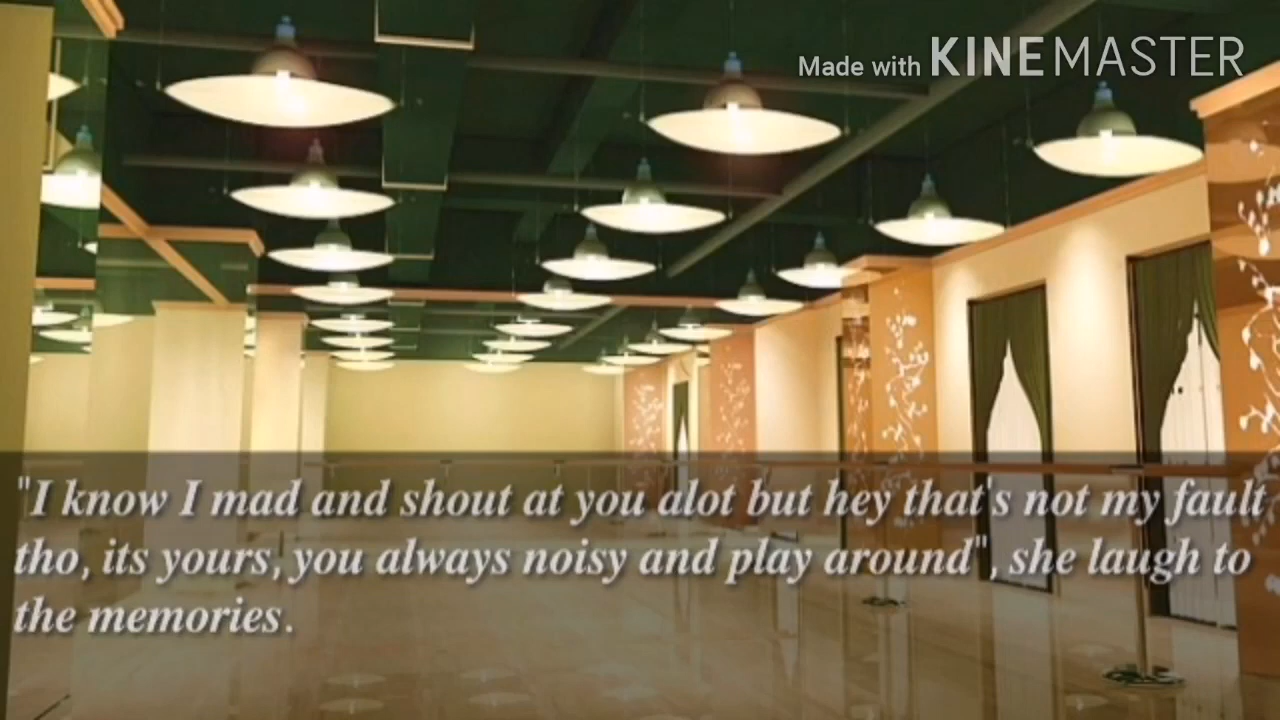 Made with KINEMASTER
"I know I mad and shout at you alot but hey that's not my fault
tho, its yours, you always noisy and play around", she laugh to
the memories.